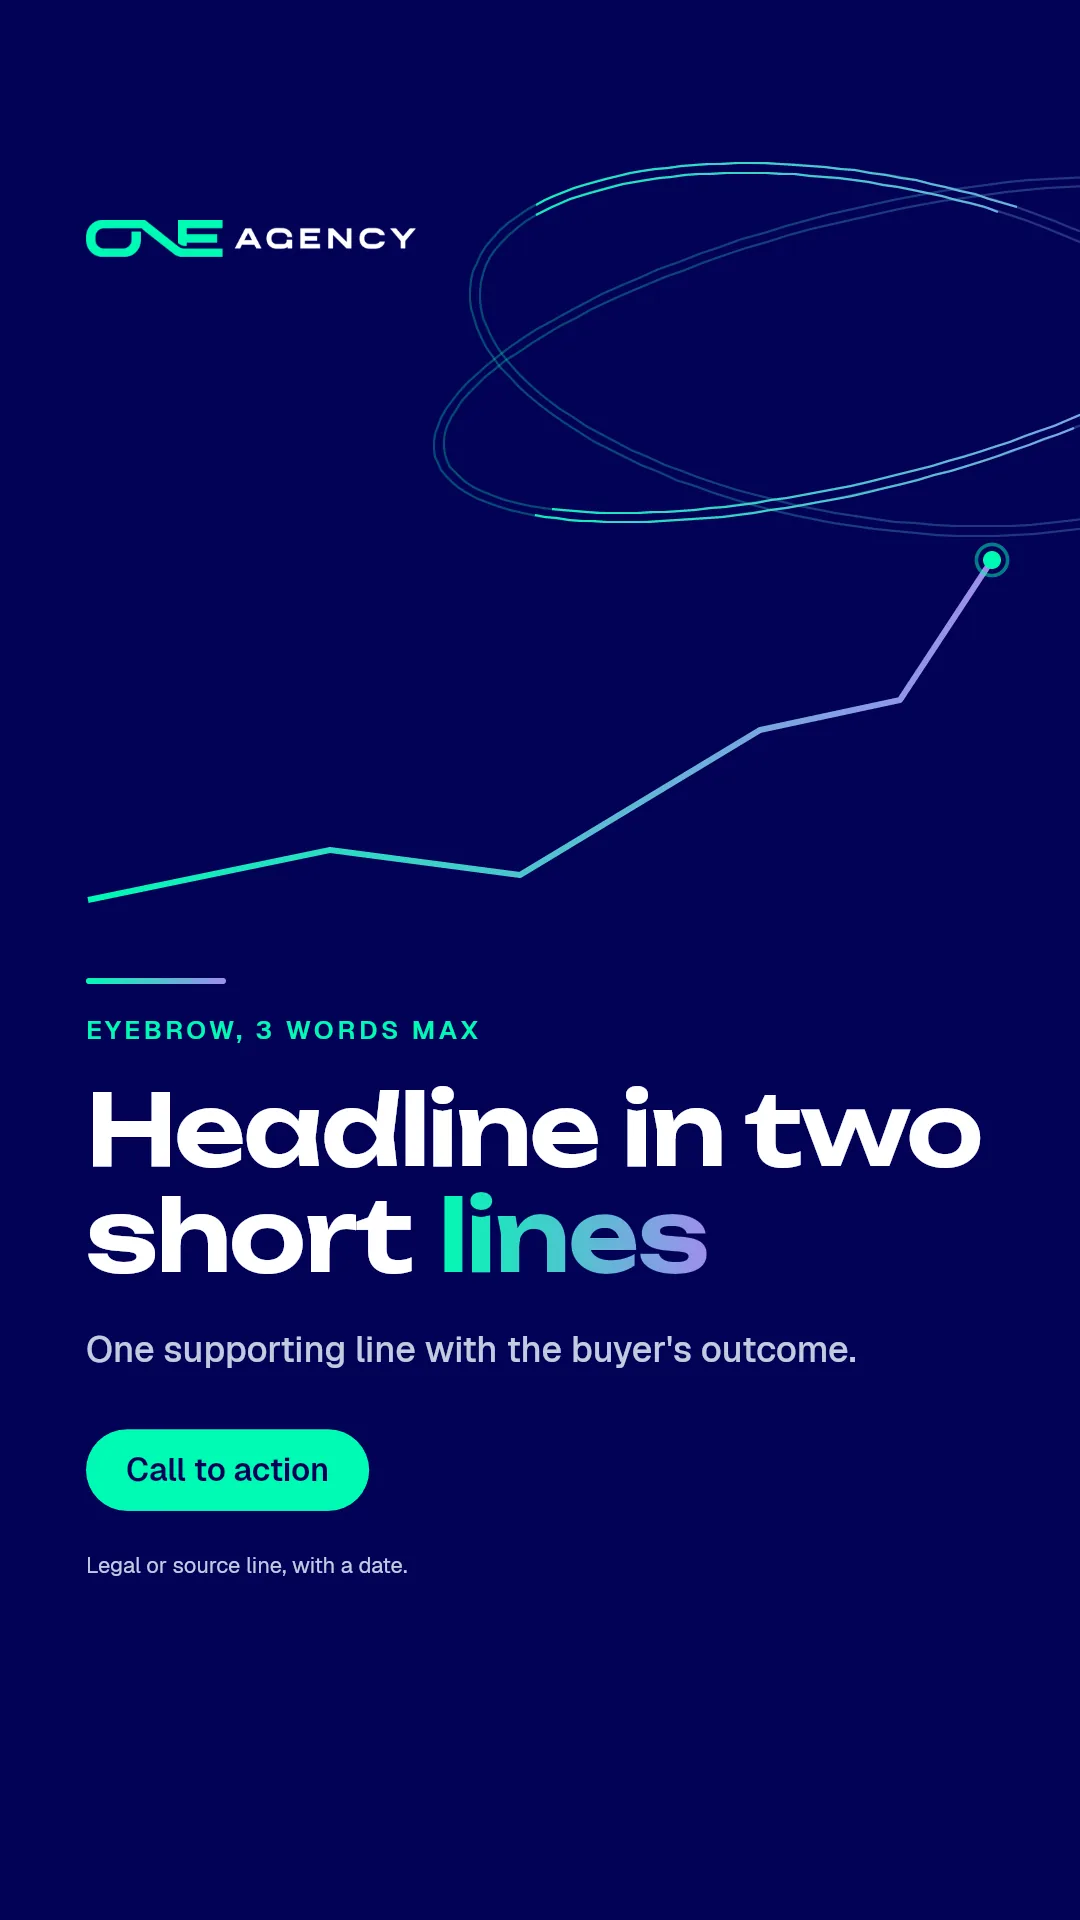 ONE AGENCY
EYEBROW, 3 WORDS MAX
Headline in two
short lines
One supporting line with the buyer's outcome.
Call to action
Legal or source line, with a date.